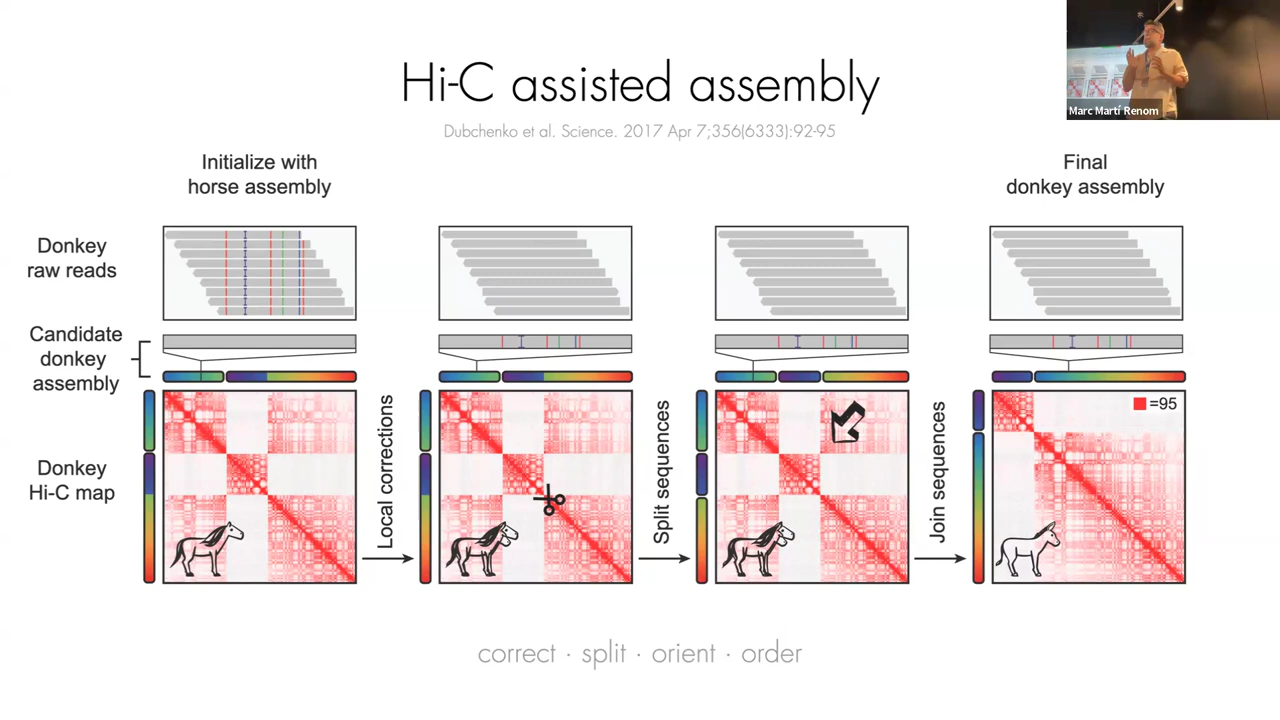 Hi-C assisted assembly
Dubchenko et al. Science. 2017 Apr 7;356(6333):92-95
Marc Martí Renom
Initialize with
horse assembly
Final
donkey assembly
Donkey
raw reads
Candidate
donkey
assembly
Donkey
Hi-C map
Local corrections
Split sequences
Join sequences
=95
correct · split · orient · order